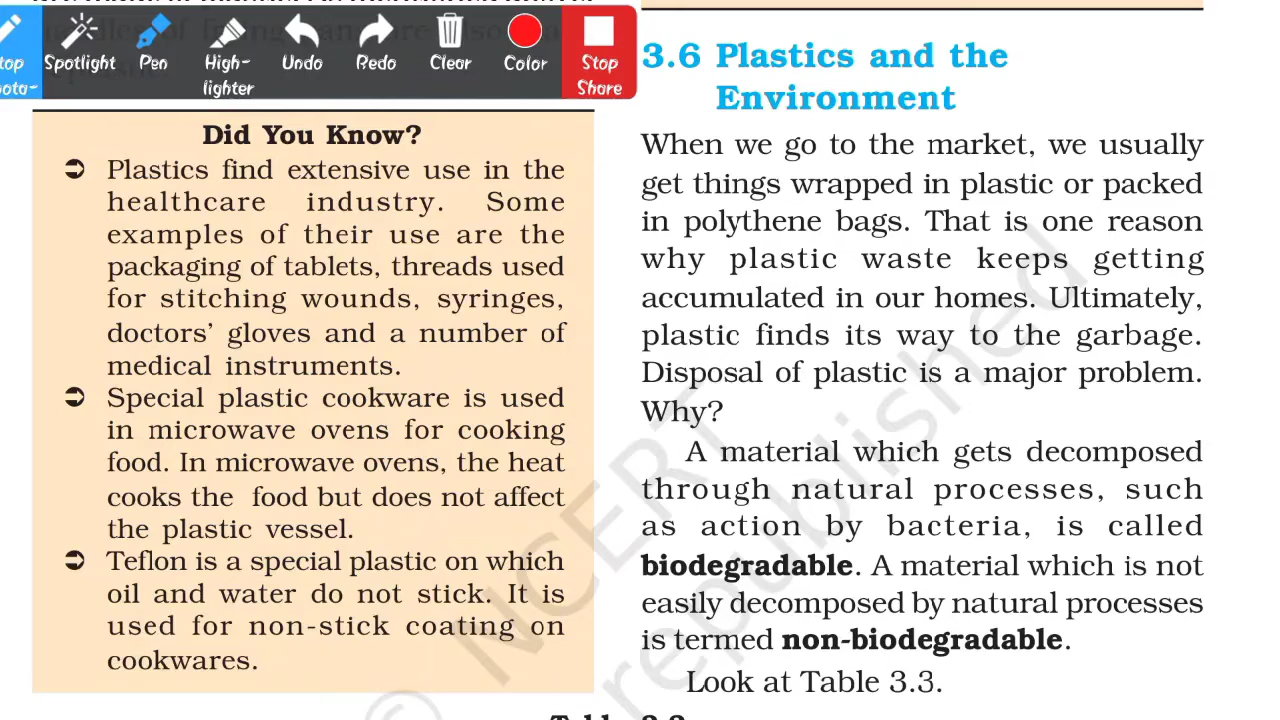 Spotlight
Pen
High-
lighter
Undo
Redo
Clear
Color
Stop
Share
Did You Know?
➲ Plastics find extensive use in the
healthcare industry. Some
examples of their use are the
packaging of tablets, threads used
for stitching wounds, syringes,
doctors' gloves and a number of
medical instruments.
➲ Special plastic cookware is used
in microwave ovens for cooking
food. In microwave ovens, the heat
cooks the food but does not affect
the plastic vessel.
➲ Teflon is a special plastic on which
oil and water do not stick. It is
used for non-stick coating on
cookwares.
3.6 Plastics and the
Environment
When we go to the market, we usually
get things wrapped in plastic or packed
in polythene bags. That is one reason
why plastic waste keeps getting
accumulated in our homes. Ultimately,
plastic finds its way to the garbage.
Disposal of plastic is a major problem.
Why?
A material which gets decomposed
through natural processes, such
as action by bacteria, is called
biodegradable. A material which is not
easily decomposed by natural processes
is termed non-biodegradable.
Look at Table 3.3.
© NCERT
republished